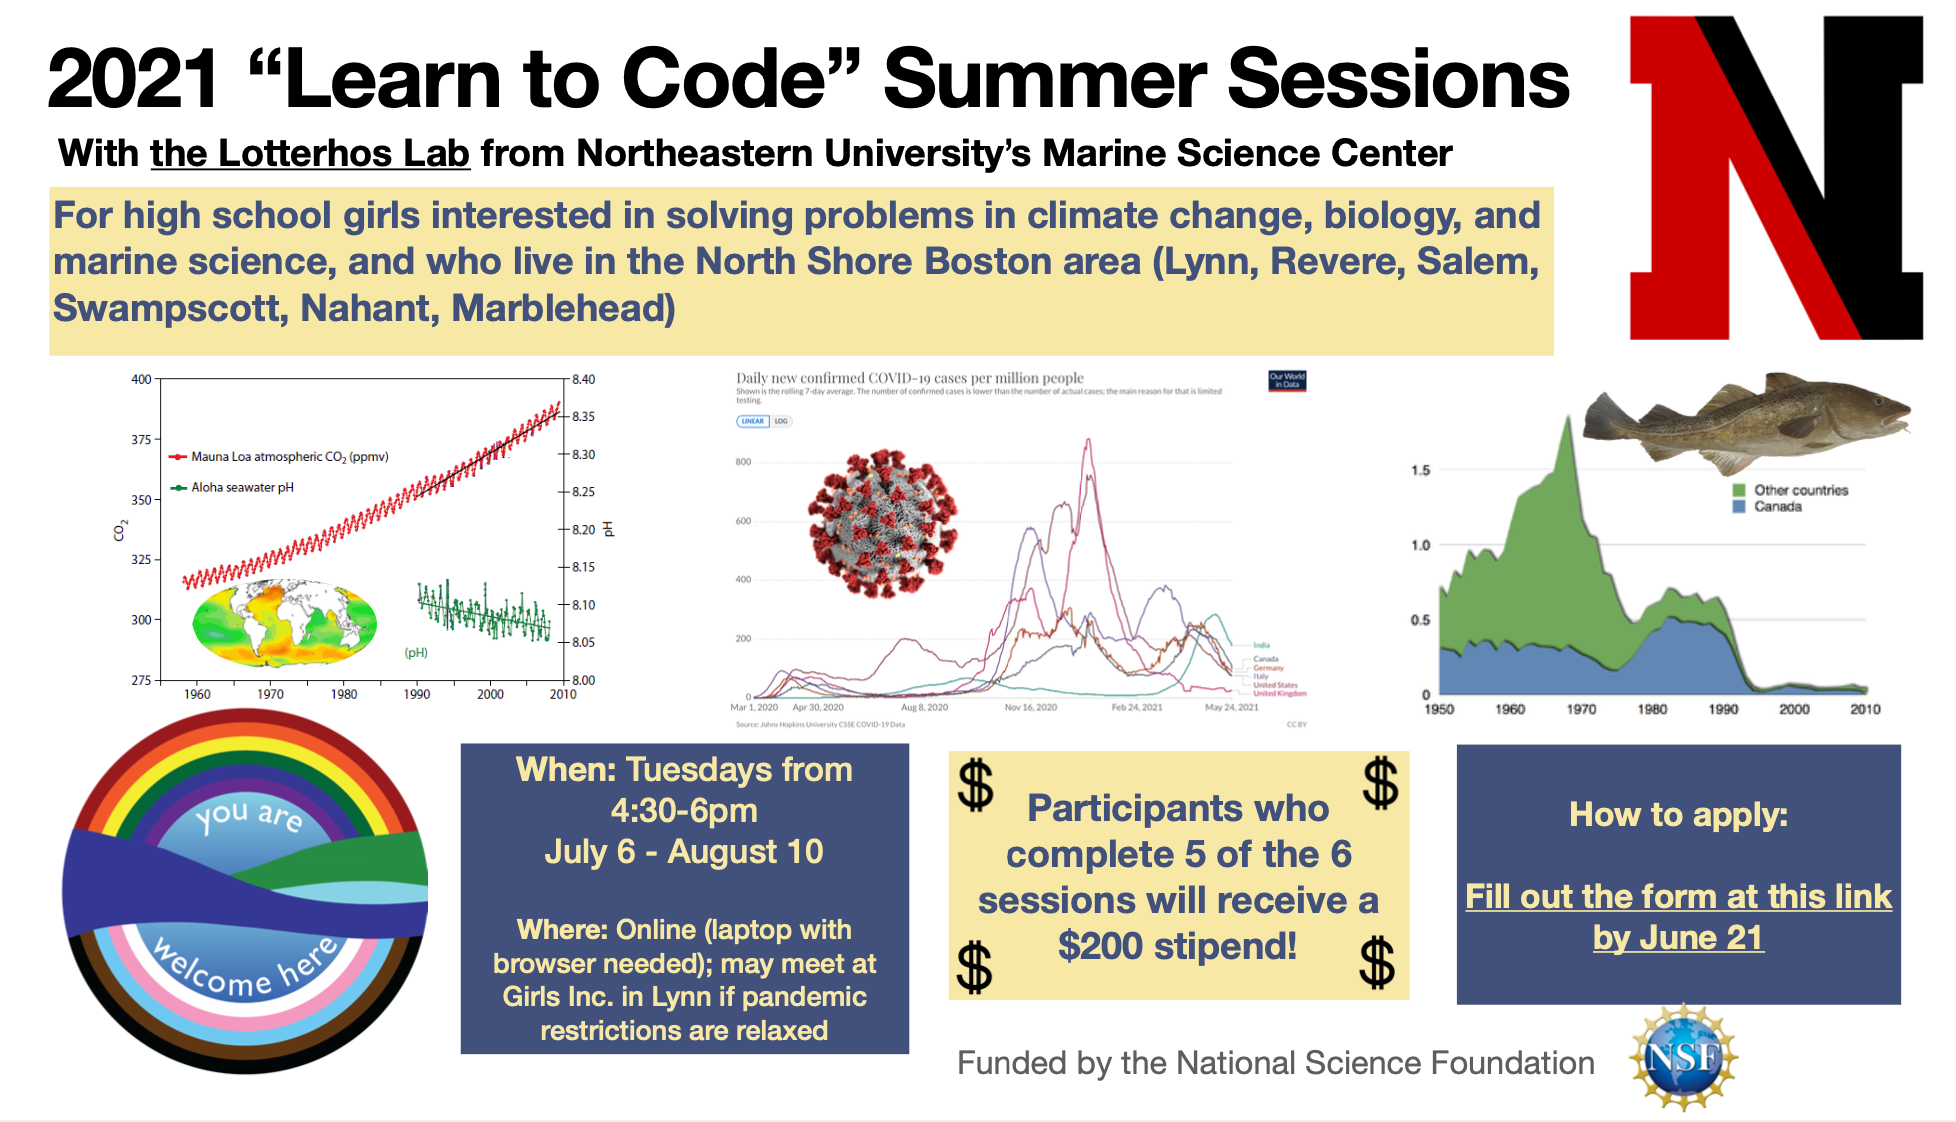 2021 “Learn to Code” Summer Sessions
With the Lotterhos Lab from Northeastern University’s Marine Science Center
For high school girls interested in solving problems in climate change, biology, and
marine science, and who live in the North Shore Boston area (Lynn, Revere, Salem,
Swampscott, Nahant, Marblehead)
400
375
350
325
300
275
CO2
Mauna Loa atmospheric CO2 (ppmv)
Aloha seawater pH
(pH)
8.40
8.35
8.30
8.25
8.20
8.15
8.10
8.05
8.00
pH
1960 1970 1980 1990 2000 2010
Daily new confirmed COVID-19 cases per million people
Shown is the rolling 7-day average. The number of confirmed cases is lower than the number of actual cases; the main reason for that is limited
testing.
Our World
in Data
LINEAR LOG
800
600
400
200
0
India
Canada
Germany
Italy
United States
United Kingdom
Mar 1, 2020 Apr 30, 2020 Aug 8, 2020 Nov 16, 2020 Feb 24, 2021 May 24, 2021
Source: Johns Hopkins University CSSE COVID-19 Data CC BY
1.5
1.0
0.5
0
Other countries
Canada
1950 1960 1970 1980 1990 2000 2010
you are
welcome here
When: Tuesdays from
4:30-6pm
July 6 - August 10
Where: Online (laptop with
browser needed); may meet at
Girls Inc. in Lynn if pandemic
restrictions are relaxed
$ $
Participants who
complete 5 of the 6
sessions will receive a
$200 stipend!
$ $
How to apply:
Fill out the form at this link
by June 21
Funded by the National Science Foundation
NSF
N